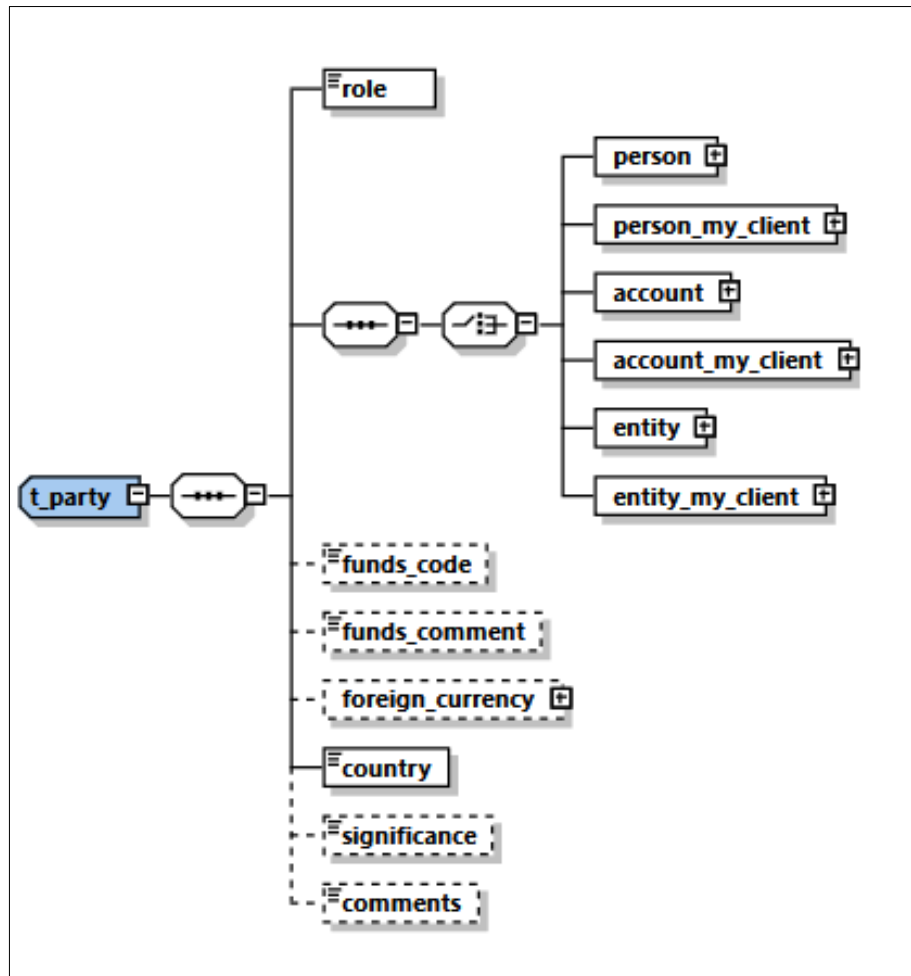 role
person
person_my_client
account
account_my_client
entity
entity_my_client
t_party
funds_code
funds_comment
foreign_currency
country
significance
comments